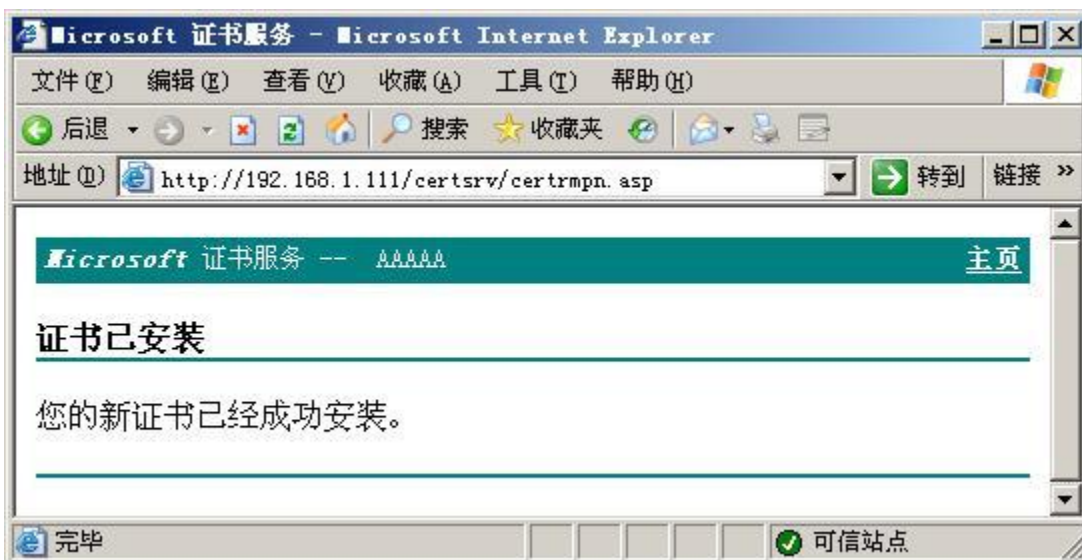 Microsoft 证书服务 - Microsoft Internet Explorer
文件(F) 编辑(E) 查看(V) 收藏(A) 工具(T) 帮助(H)
后退 搜索 收藏夹
地址(D) http://192.168.1.111/certsrv/certrmpn.asp 转到 链接 »
Microsoft 证书服务 -- AAAAA 主页
证书已安装
您的新证书已经成功安装。
完毕 可信站点